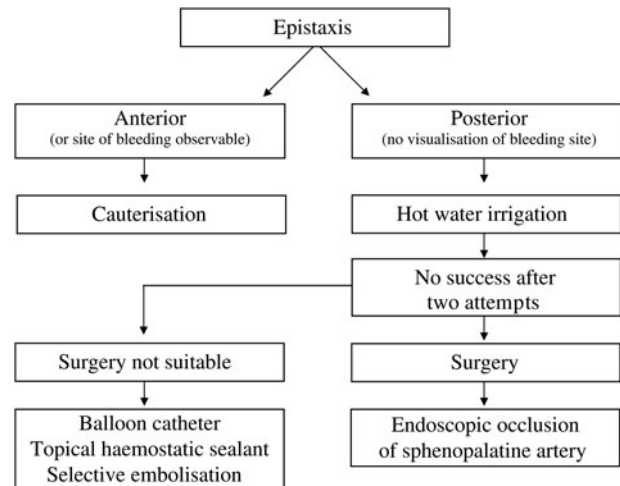 Epistaxis
Anterior
(or site of bleeding observable)
Posterior
(no visualisation of bleeding site)
Cauterisation
Hot water irrigation
No success after
two attempts
Surgery not suitable
Surgery
Balloon catheter
Topical haemostatic sealant
Selective embolisation
Endoscopic occlusion
of sphenopalatine artery